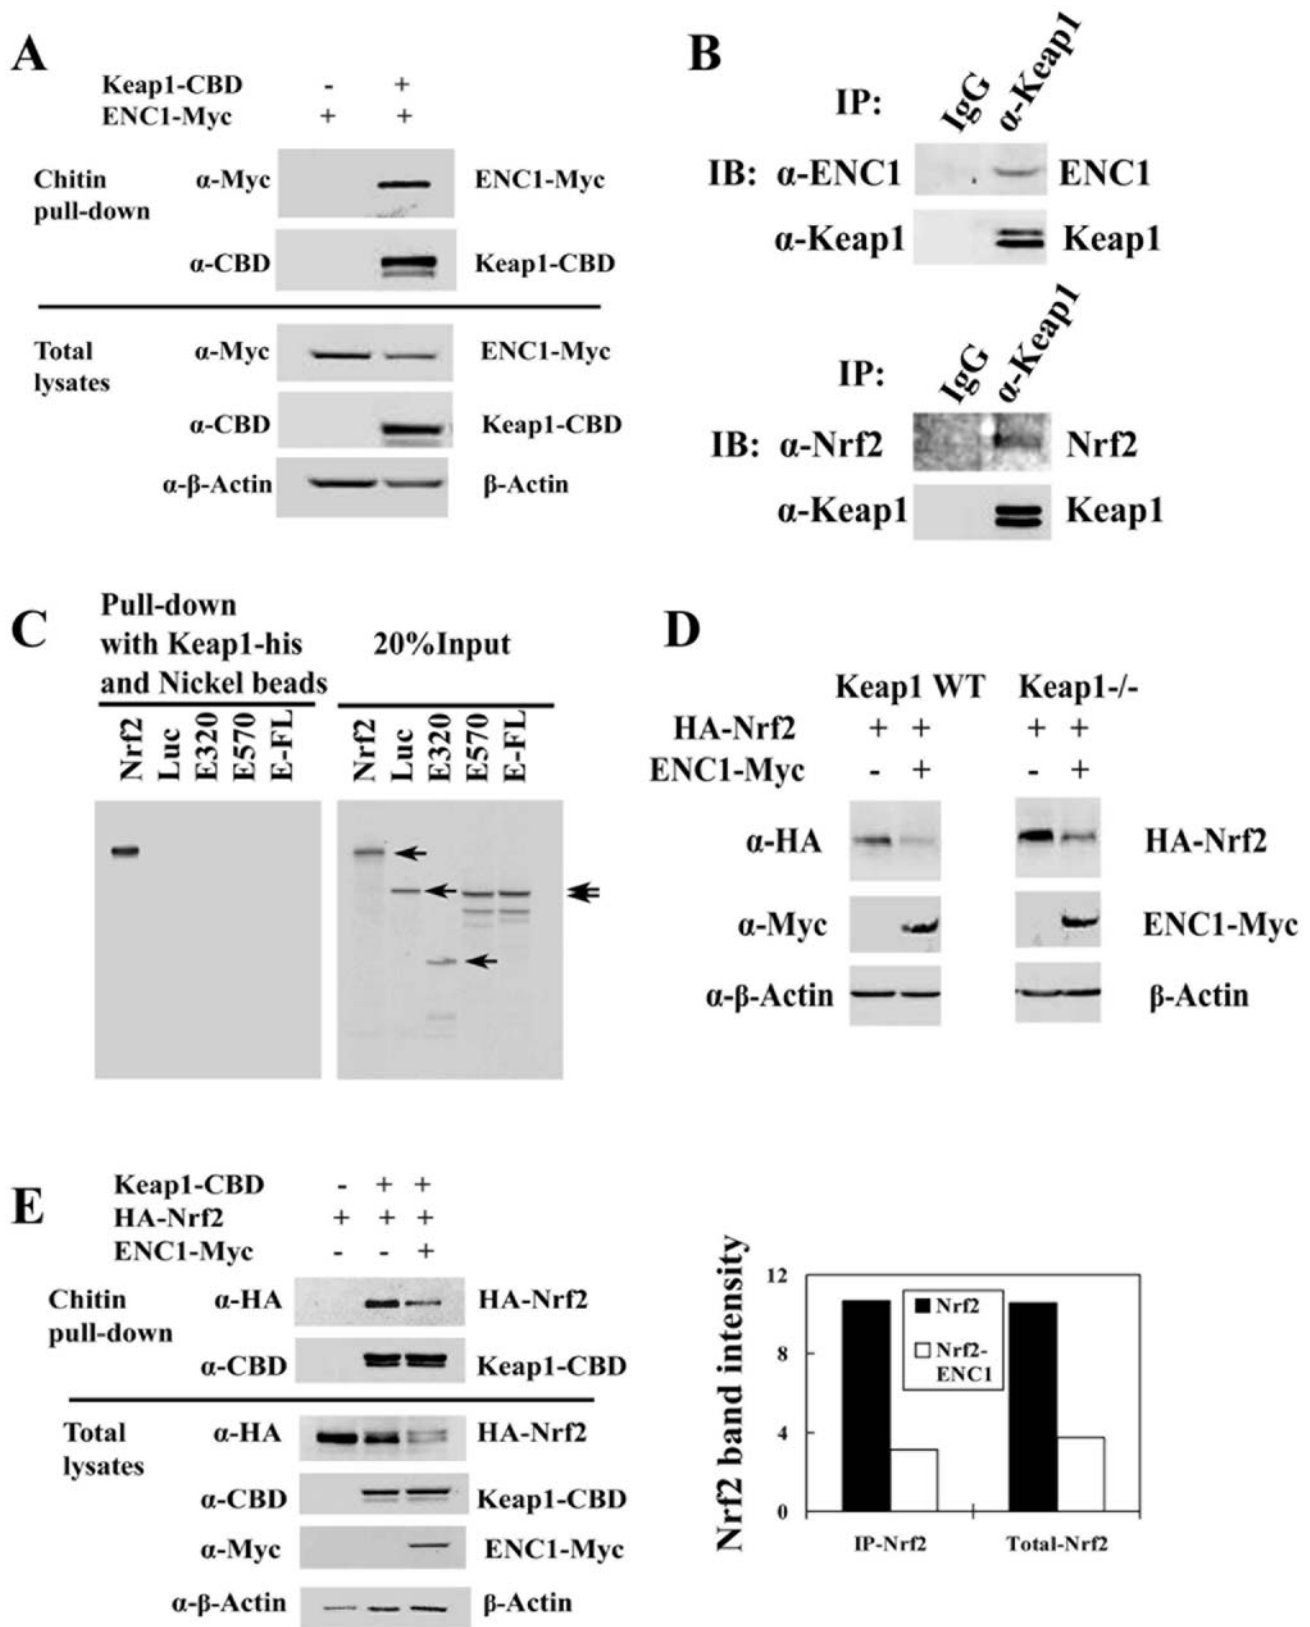 A
Keap1-CBD - +
ENC1-Myc + +
Chitin pull-down
α-Myc ENC1-Myc
α-CBD Keap1-CBD
Total lysates
α-Myc ENC1-Myc
α-CBD Keap1-CBD
α-β-Actin β-Actin
B
IP: IgG α-Keap1
IB: α-ENC1 ENC1
α-Keap1 Keap1
IP: IgG α-Keap1
IB: α-Nrf2 Nrf2
α-Keap1 Keap1
C
Pull-down
with Keap1-his
and Nickel beads
20%Input
Nrf2 Luc E320 E570 E-FL
Nrf2 Luc E320 E570 E-FL
D
Keap1 WT Keap1-/-
HA-Nrf2 + + + +
ENC1-Myc - + - +
α-HA HA-Nrf2
α-Myc ENC1-Myc
α-β-Actin β-Actin
E
Keap1-CBD - + +
HA-Nrf2 + + +
ENC1-Myc - - +
Chitin pull-down
α-HA HA-Nrf2
α-CBD Keap1-CBD
Total lysates
α-HA HA-Nrf2
α-CBD Keap1-CBD
α-Myc ENC1-Myc
α-β-Actin β-Actin
Nrf2 band intensity
12
8
4
0
Nrf2
Nrf2-
ENC1
IP-Nrf2 Total-Nrf2